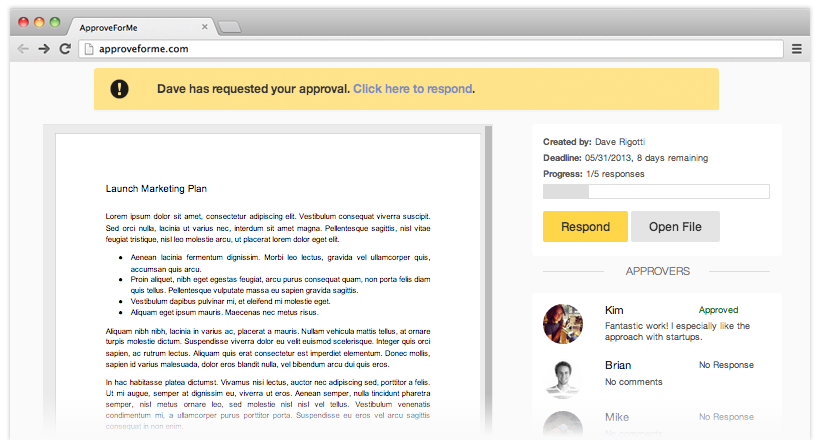 ApproveForMe
approveforme.com
Dave has requested your approval. Click here to respond.
Launch Marketing Plan
Lorem ipsum dolor sit amet, consectetur adipiscing elit. Vestibulum consequat viverra suscipit.
Sed orci nulla, lacinia ut varius nec, interdum sit amet magna. Pellentesque sagittis, nisl vitae
feugiat tristique, nisl leo molestie arcu, ut placerat lorem dolor eget elit.
● Aenean lacinia fermentum dignissim. Morbi leo lectus, gravida vel ullamcorper quis,
accumsan quis arcu.
● Proin aliquet, nibh eget egestas feugiat, arcu purus consequat quam, non porta felis diam
quis tellus. Pellentesque vulputate massa eu sapien gravida sagittis.
● Vestibulum dapibus pulvinar mi, et eleifend mi molestie eget.
● Aliquam eget ipsum mauris. Maecenas nec metus risus.
Aliquam nibh nibh, lacinia in varius ac, placerat a mauris. Nullam vehicula mattis tellus, at ornare
turpis molestie dictum. Suspendisse viverra dolor eu velit euismod scelerisque. Integer quis orci
sapien, ac rutrum lectus. Aliquam quis erat consectetur est imperdiet elementum. Donec mollis,
sapien id varius malesuada, dolor eros blandit nulla, vel bibendum arcu dui quis eros.
In hac habitasse platea dictumst. Vivamus nisi lectus, auctor nec adipiscing sed, porttitor a felis.
Ut mi augue, semper at dignissim eu, viverra ut eros. Aenean semper, nulla tincidunt pharetra
semper, nisl metus ornare leo, sed molestie nisl nisl vel tellus. Vestibulum venenatis
condimentum mi, a ullamcorper purus porttitor porta. Suspendisse eu eros vel arcu sagittis
consequat in non enim.
Created by: Dave Rigotti
Deadline: 05/31/2013, 8 days remaining
Progress: 1/5 responses
Respond
Open File
APPROVERS
Kim Approved
Fantastic work! I especially like the
approach with startups.
Brian No Response
No comments
Mike No Response
No comments